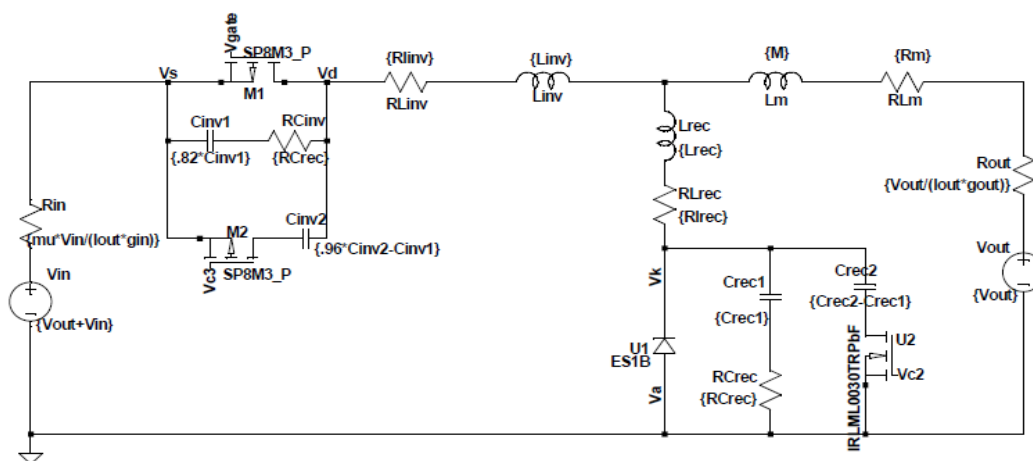 Vgate
SP8M3_P
Vs
Vd
M1
{Rlinv}
RLinv
{Linv}
Linv
{M}
Lm
{Rm}
RLm
Cinv1
RCinv
{.82*Cinv1}
{RCrec}
Lrec
{Lrec}
RLrec
{Rlrec}
Rout
{Vout/(Iout*gout)}
Rin
{mu*Vin/(Iout*gin)}
M2
Cinv2
{.96*Cinv2-Cinv1}
Vc3
SP8M3_P
Vin
{Vout+Vin}
Vk
Crec1
{Crec1}
Crec2
{Crec2-Crec1}
Vout
{Vout}
U1
ES1B
Va
RCrec
{RCrec}
IRLML0030TRPbF
U2
Vc2